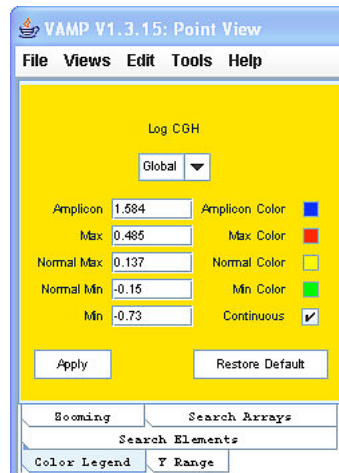 VAMP V1.3.15: Point View
File Views Edit Tools Help
Log CGH
Global
Amplicon 1.584 Amplicon Color
Max 0.485 Max Color
Normal Max 0.137 Normal Color
Normal Min -0.15 Min Color
Min -0.73 Continuous
Apply Restore Default
Zooming Search Arrays
Search Elements
Color Legend Y Range